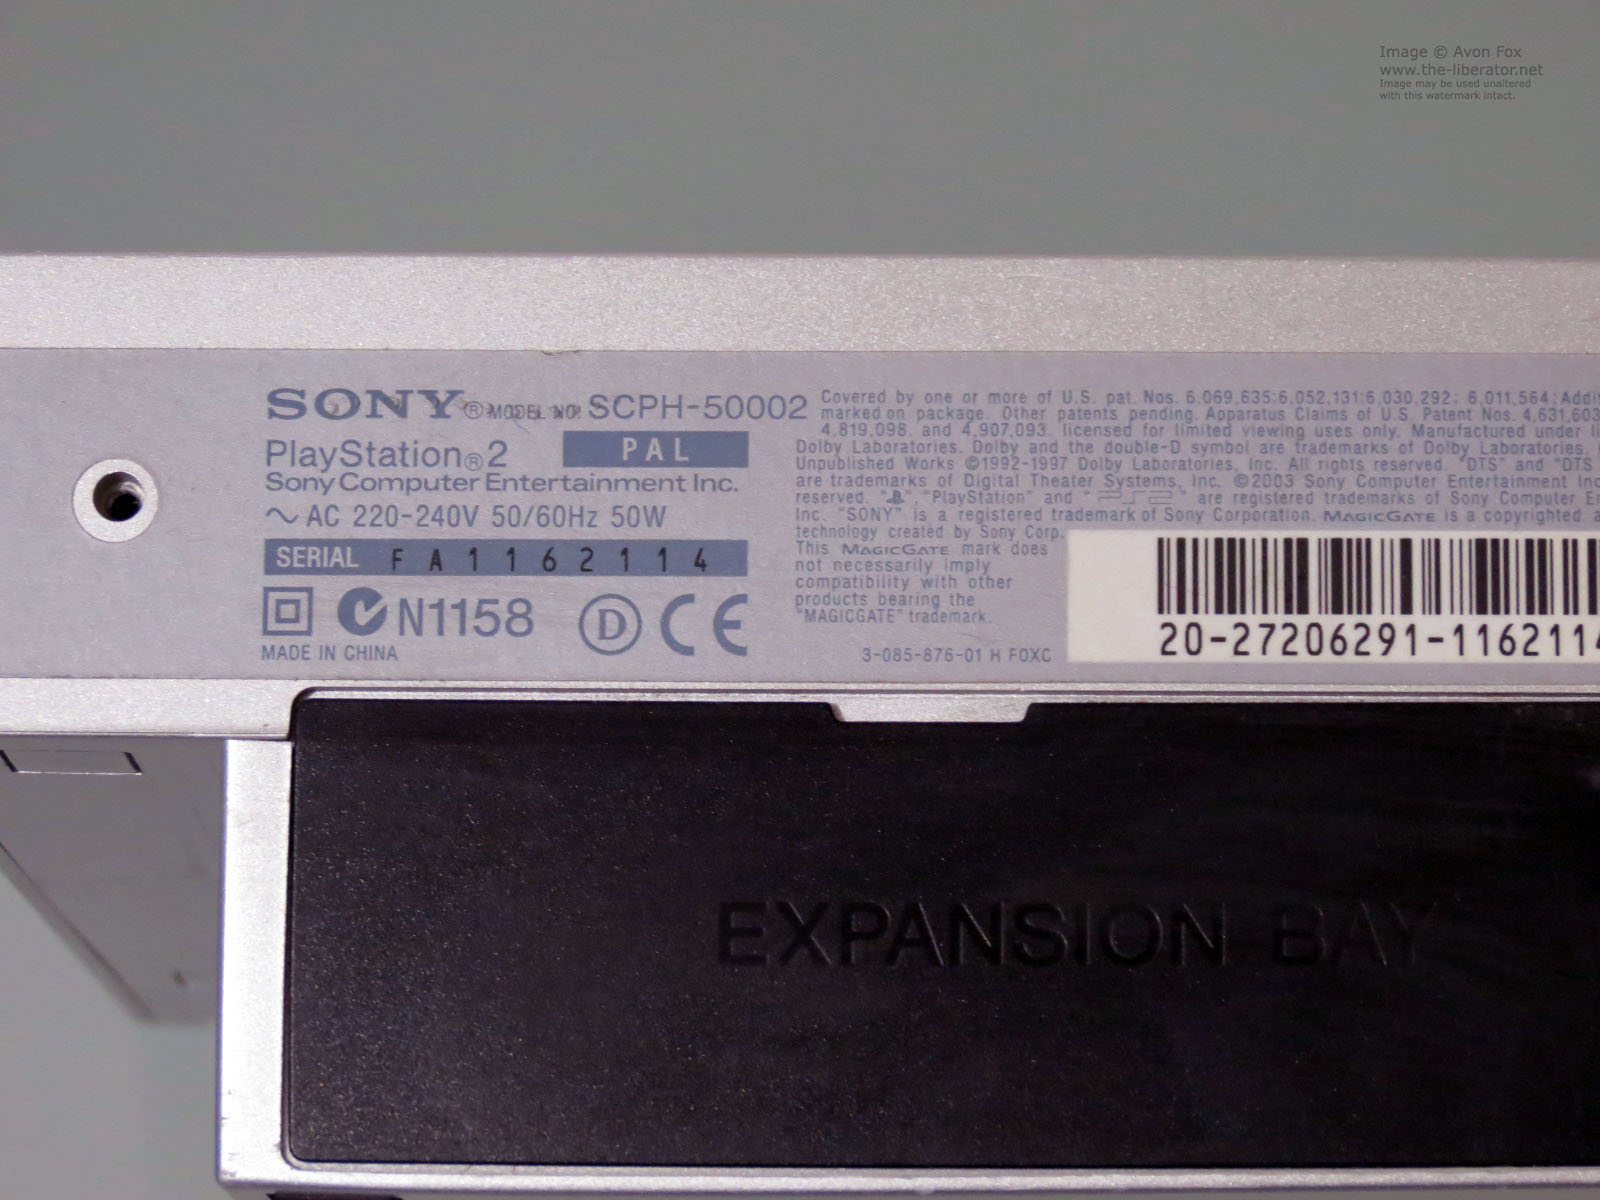 Image © Avon Fox
www.the-liberator.net
Image may be used unaltered
with this watermark intact.
SONY® MODEL NO. SCPH-50002
PlayStation®2 PAL
Sony Computer Entertainment Inc.
～ AC 220-240V 50/60Hz 50W
SERIAL FA1162114
N1158 D CE
MADE IN CHINA
Covered by one or more of U.S. pat. Nos. 6,069,635;6,052,131;6,030,292; 6,011,564; Addi
marked on package. Other patents pending. Apparatus Claims of U.S. Patent Nos. 4,631,603
4,819,098. and 4,907,093. licensed for limited viewing uses only. Manufactured under
Dolby Laboratories. Dolby and the double-D symbol are trademarks of Dolby Laboratories.
Unpublished Works ©1992-1997 Dolby Laboratories, Inc. All rights reserved. "DTS" and "DTS
are trademarks of Digital Theater Systems, Inc. ©2003 Sony Computer Entertainment Inc
reserved. " ", "PlayStation" and "PS2" are registered trademarks of Sony Computer E
Inc. "SONY" is a registered trademark of Sony Corporation. MAGICGATE is a copyrighted
technology created by Sony Corp.
This MAGICGATE mark does
not necessarily imply
compatibility with other
products bearing the
"MAGICGATE" trademark.
3-085-876-01 H FOXC
20-27206291-1162114
EXPANSION BAY